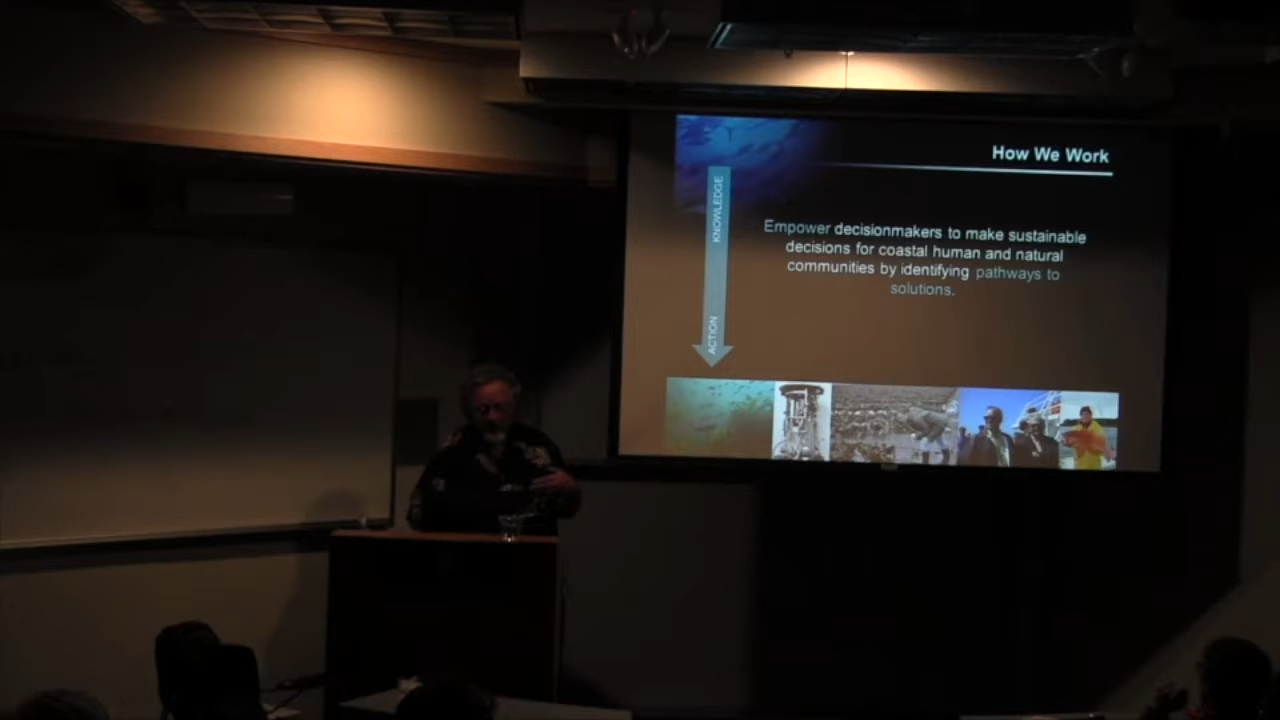 How We Work
KNOWLEDGE
Empower decisionmakers to make sustainable
decisions for coastal human and natural
communities by identifying pathways to
solutions.
ACTION